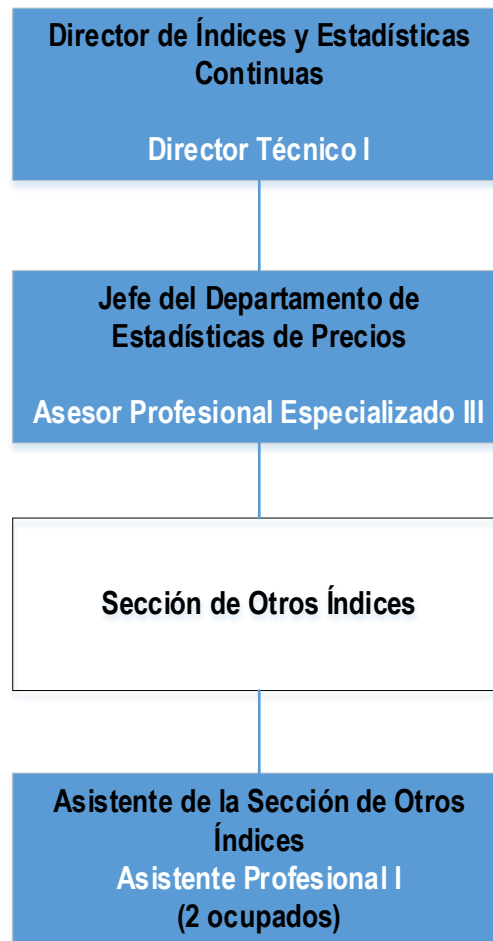 Director de Índices y Estadísticas
Continuas
Director Técnico I
Jefe del Departamento de
Estadísticas de Precios
Asesor Profesional Especializado III
Sección de Otros Índices
Asistente de la Sección de Otros
Índices
Asistente Profesional I
(2 ocupados)